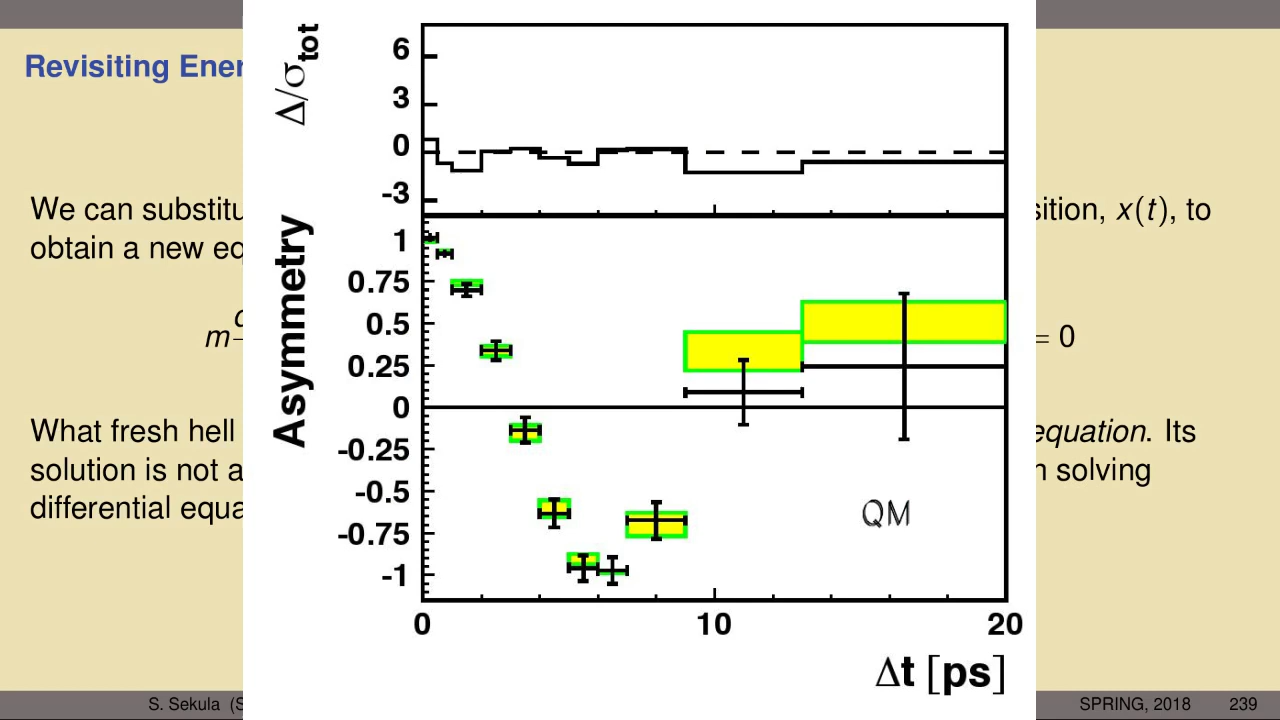 Revisiting Ener
We can substitu
sition, x(t), to
obtain a new eq
m
= 0
What fresh hell
equation. Its
solution is not a
n solving
differential equa
Δ/σtot
6
3
0
-3
Asymmetry
1
0.75
0.5
0.25
0
-0.25
-0.5
-0.75
-1
QM
0 10 20
Δt [ps]
S. Sekula (S
SPRING, 2018 239